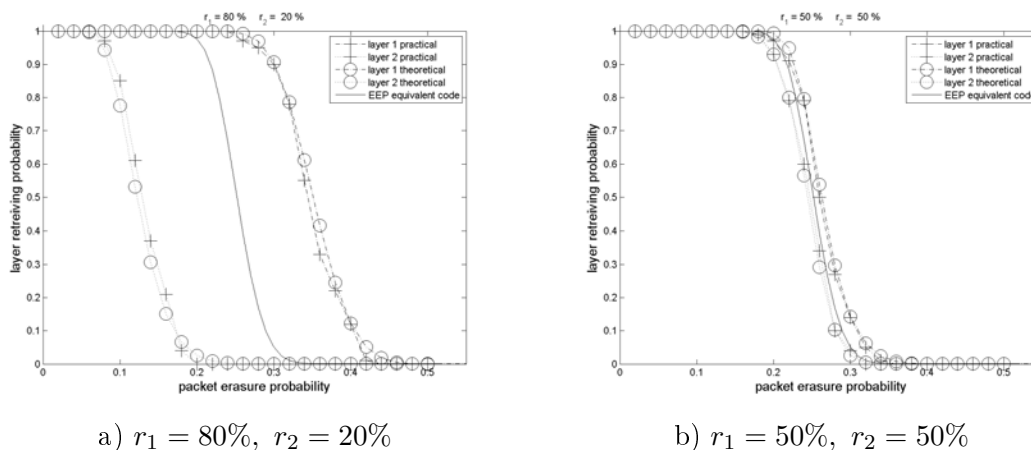 r1 = 80 %   r2 = 20%
layer 1 practical
layer 2 practical
layer 1 theoretical
layer 2 theoretical
EEP equivalent code
layer retreiving probability
1
0.9
0.8
0.7
0.6
0.5
0.4
0.3
0.2
0.1
0
0 0.1 0.2 0.3 0.4 0.5
packet erasure probability
a) r1 = 80%, r2 = 20%
r1 = 50 %   r2 = 50%
layer 1 practical
layer 2 practical
layer 1 theoretical
layer 2 theoretical
EEP equivalent code
layer retreiving probability
1
0.9
0.8
0.7
0.6
0.5
0.4
0.3
0.2
0.1
0
0 0.1 0.2 0.3 0.4 0.5
packet erasure probability
b) r1 = 50%, r2 = 50%